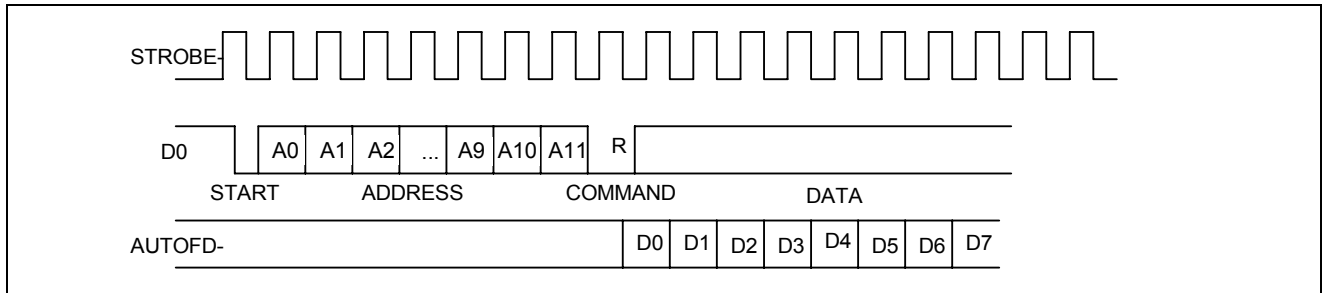 STROBE-
D0 A0 A1 A2 ... A9 A10 A11 R
START ADDRESS COMMAND DATA
AUTOFD- D0 D1 D2 D3 D4 D5 D6 D7